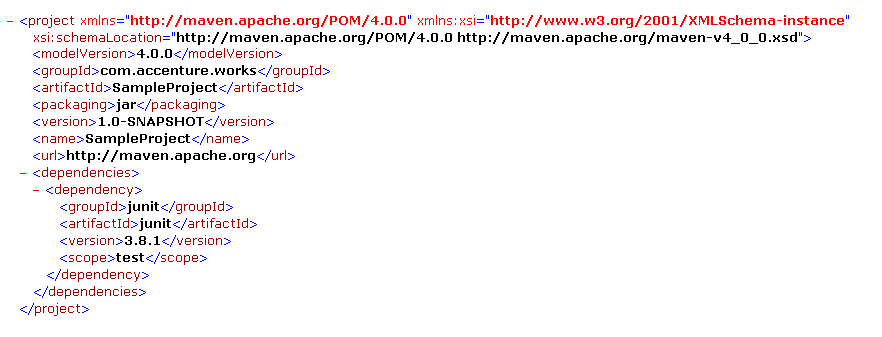 − <project xmlns="http://maven.apache.org/POM/4.0.0" xmlns:xsi="http://www.w3.org/2001/XMLSchema-instance"
xsi:schemaLocation="http://maven.apache.org/POM/4.0.0 http://maven.apache.org/maven-v4_0_0.xsd">
<modelVersion>4.0.0</modelVersion>
<groupId>com.accenture.works</groupId>
<artifactId>SampleProject</artifactId>
<packaging>jar</packaging>
<version>1.0-SNAPSHOT</version>
<name>SampleProject</name>
<url>http://maven.apache.org</url>
− <dependencies>
− <dependency>
<groupId>junit</groupId>
<artifactId>junit</artifactId>
<version>3.8.1</version>
<scope>test</scope>
</dependency>
</dependencies>
</project>